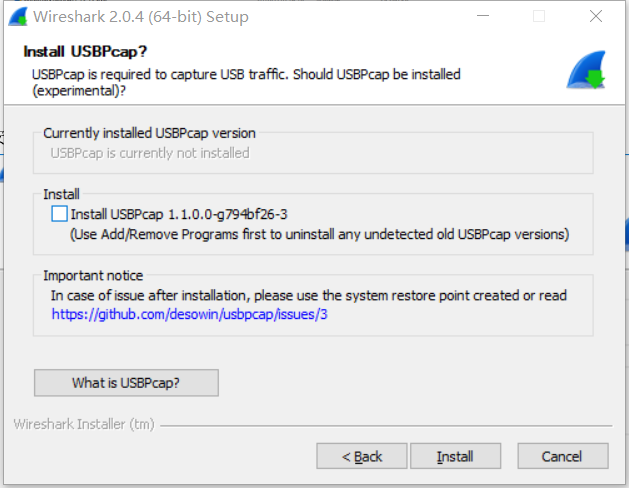 Wireshark 2.0.4 (64-bit) Setup
Install USBPcap?
USBPcap is required to capture USB traffic. Should USBPcap be installed
(experimental)?
Currently installed USBPcap version
USBPcap is currently not installed
Install
Install USBPcap 1.1.0.0-g794bf26-3
(Use Add/Remove Programs first to uninstall any undetected old USBPcap versions)
Important notice
In case of issue after installation, please use the system restore point created or read
https://github.com/desowin/usbpcap/issues/3
What is USBPcap?
Wireshark Installer (tm)
< Back
Install
Cancel